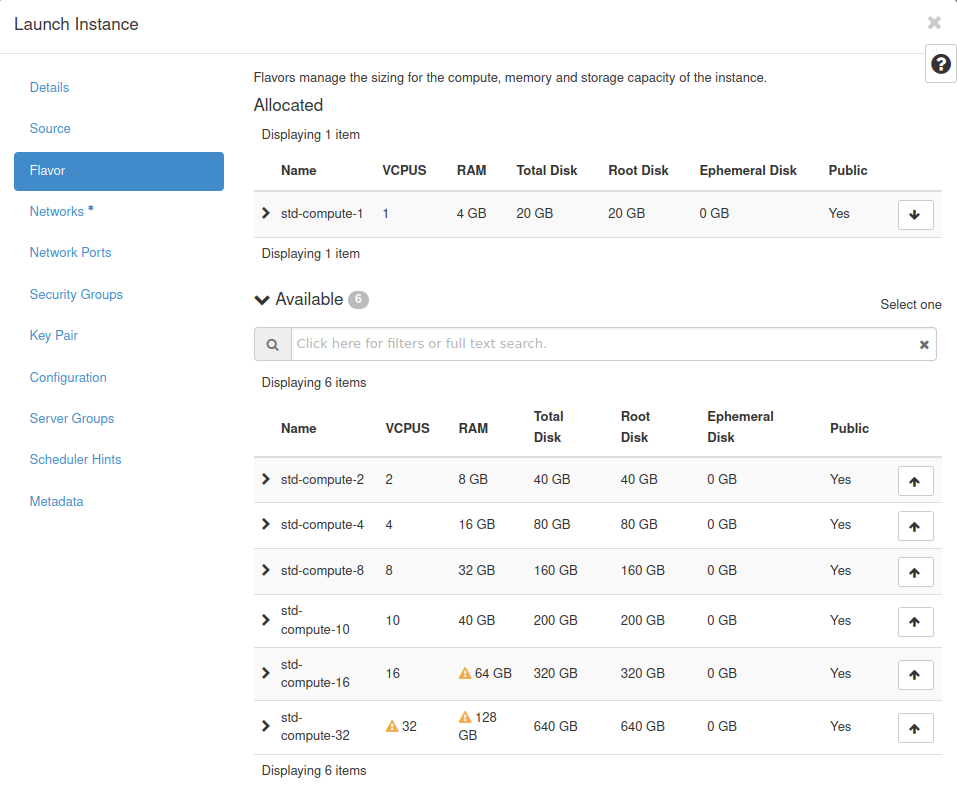 Launch Instance
Details
Source
Flavor
Networks *
Network Ports
Security Groups
Key Pair
Configuration
Server Groups
Scheduler Hints
Metadata
Flavors manage the sizing for the compute, memory and storage capacity of the instance.
Allocated
Displaying 1 item
Name VCPUS RAM Total Disk Root Disk Ephemeral Disk Public
std-compute-1 1 4 GB 20 GB 20 GB 0 GB Yes
Displaying 1 item
Available 6
Select one
Click here for filters or full text search.
Displaying 6 items
Name VCPUS RAM Total Disk Root Disk Ephemeral Disk Public
std-compute-2 2 8 GB 40 GB 40 GB 0 GB Yes
std-compute-4 4 16 GB 80 GB 80 GB 0 GB Yes
std-compute-8 8 32 GB 160 GB 160 GB 0 GB Yes
std-compute-10 10 40 GB 200 GB 200 GB 0 GB Yes
std-compute-16 16 64 GB 320 GB 320 GB 0 GB Yes
std-compute-32 32 128 GB 640 GB 640 GB 0 GB Yes
Displaying 6 items